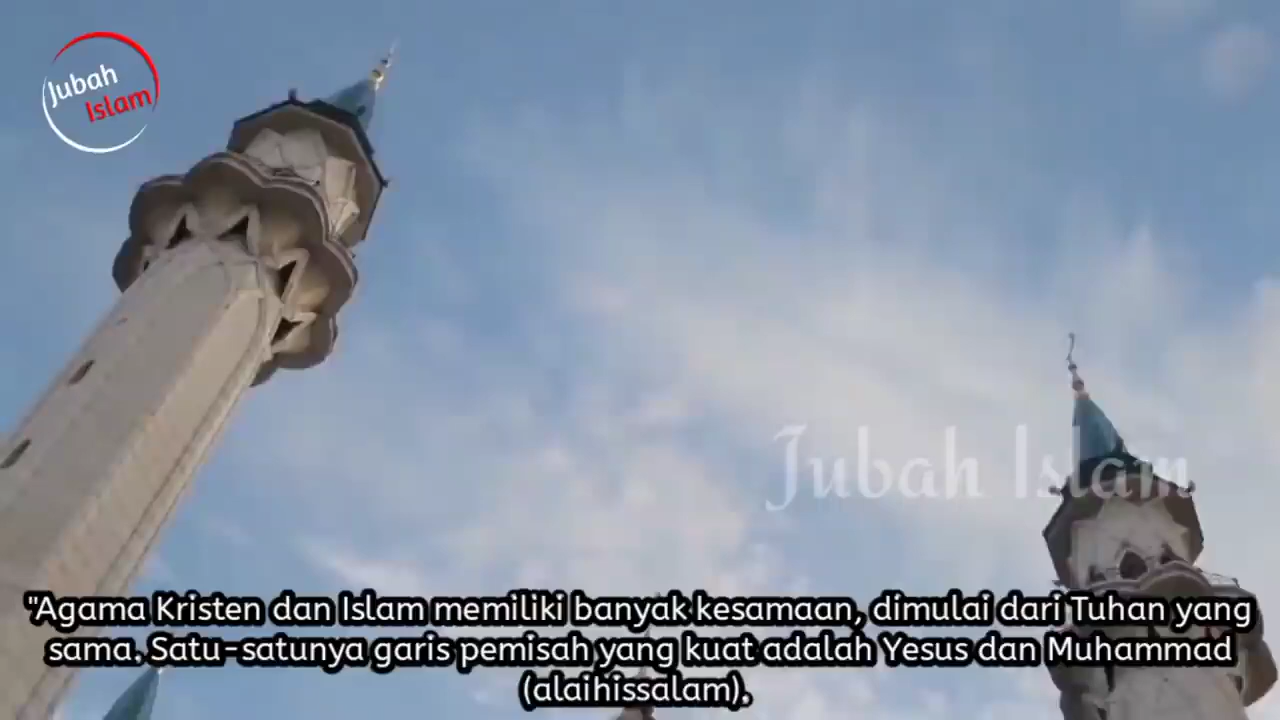 Jubah
Islam
Jubah Islam
"Agama Kristen dan Islam memiliki banyak kesamaan, dimulai dari Tuhan yang
sama. Satu-satunya garis pemisah yang kuat adalah Yesus dan Muhammad
(alaihissalam).